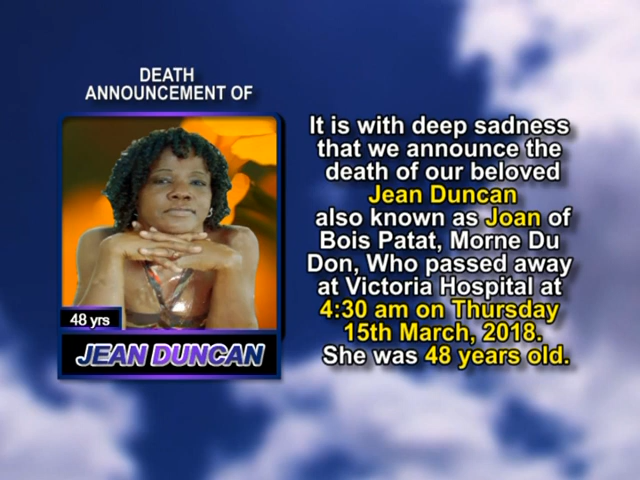 DEATH
ANNOUNCEMENT OF
48 yrs
JEAN DUNCAN
It is with deep sadness
that we announce the
death of our beloved
Jean Duncan
also known as Joan of
Bois Patat, Morne Du
Don, Who passed away
at Victoria Hospital at
4:30 am on Thursday
15th March, 2018.
She was 48 years old.